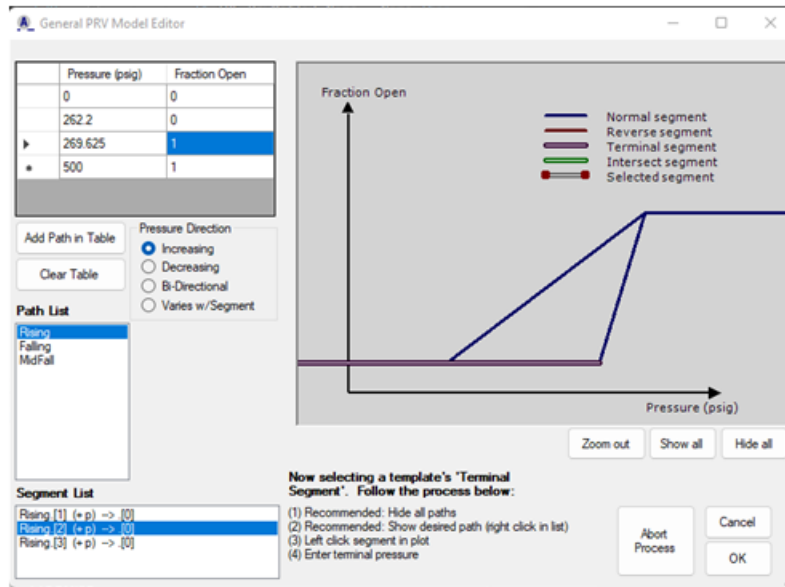 General PRV Model Editor
Pressure (psig) Fraction Open
0 0
262.2 0
269.625 1
500 1
Add Path in Table
Clear Table
Pressure Direction
Increasing
Decreasing
Bi-Directional
Varies w/Segment
Path List
Rising
Falling
MidFall
Segment List
Rising.[1] (+p) -> .[0]
Rising.[2] (+p) -> .[0]
Rising.[3] (+p) -> .[0]
Fraction Open
Normal segment
Reverse segment
Terminal segment
Intersect segment
Selected segment
Pressure (psig)
Zoom out
Show all
Hide all
Now selecting a template's 'Terminal
Segment'. Follow the process below:
(1) Recommended: Hide all paths
(2) Recommended: Show desired path (right click in list)
(3) Left click segment in plot
(4) Enter terminal pressure
Abort
Process
Cancel
OK